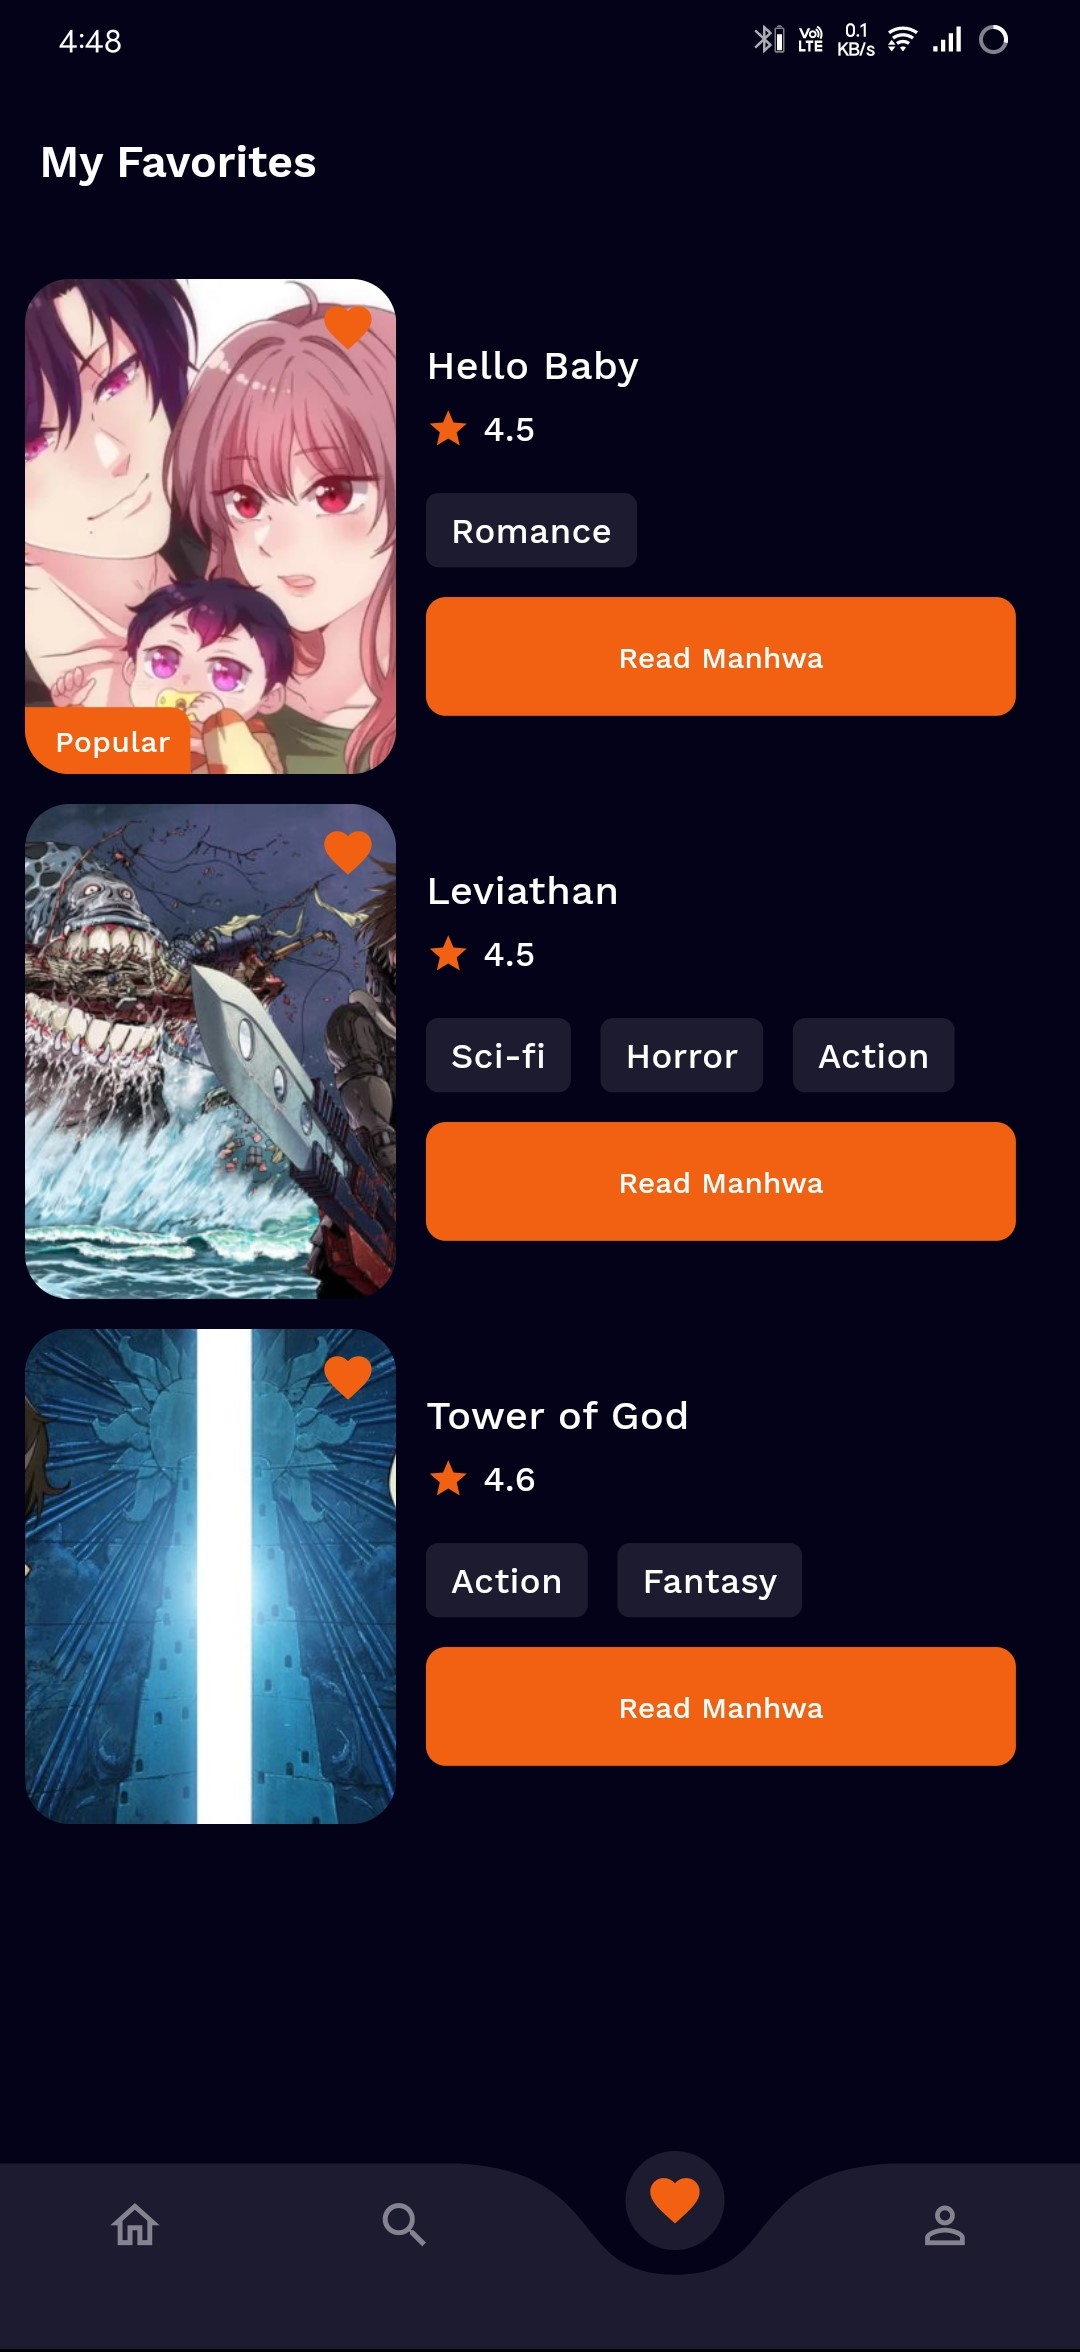 4:48
Vo)) LTE 0.1 KB/s
My Favorites
Hello Baby
4.5
Romance
Read Manhwa
Popular
Leviathan
4.5
Sci-fi Horror Action
Read Manhwa
Tower of God
4.6
Action Fantasy
Read Manhwa